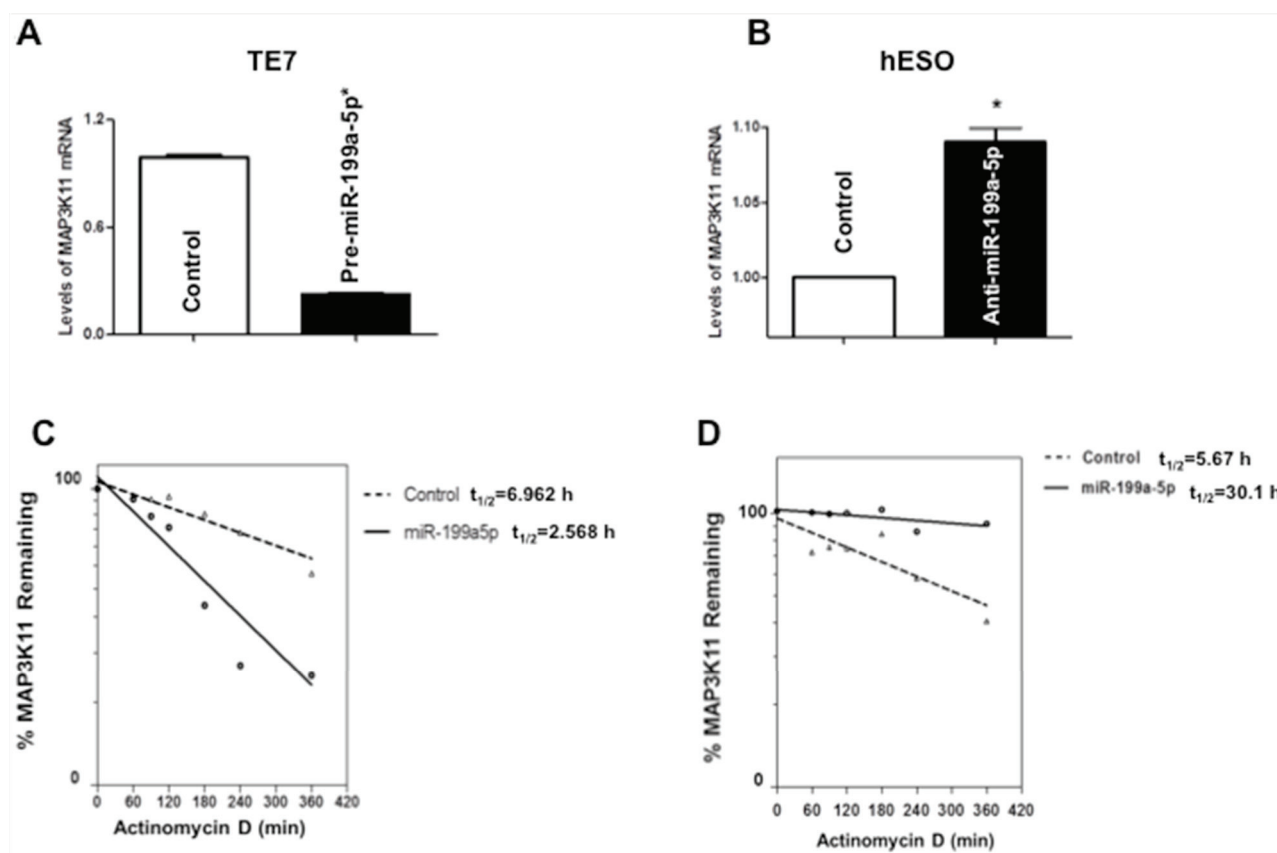 A
TE7
Levels of MAP3K11 mRNA
1.2
0.6
0.0
Control
Pre-miR-199a-5p*
B
hESO
Levels of MAP3K11 mRNA
1.10
1.05
1.00
Control
*
Anti-miR-199a-5p
C
% MAP3K11 Remaining
100
0
0 60 120 180 240 300 360 420
Actinomycin D (min)
Control t1/2=6.962 h
miR-199a5p t1/2=2.568 h
D
% MAP3K11 Remaining
100
0
0 60 120 180 240 300 360 420
Actinomycin D (min)
Control t1/2=5.67 h
miR-199a-5p t1/2=30.1 h